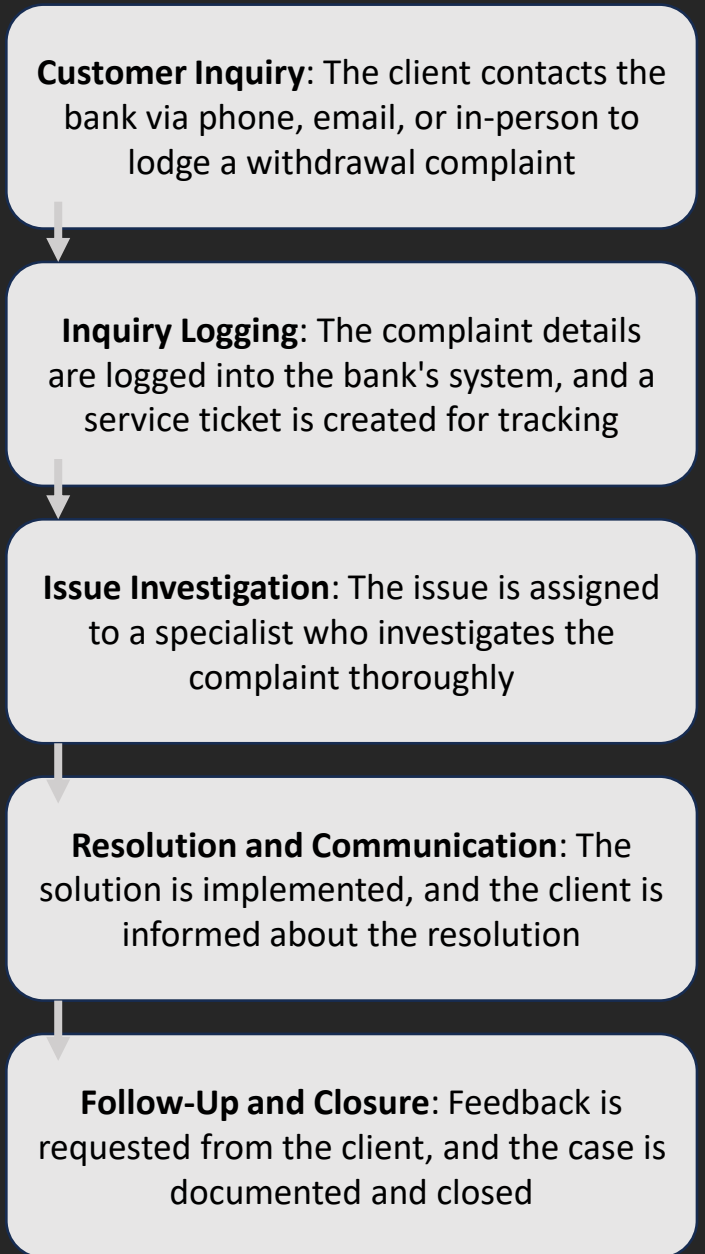 Customer Inquiry: The client contacts the
bank via phone, email, or in-person to
lodge a withdrawal complaint
Inquiry Logging: The complaint details
are logged into the bank's system, and a
service ticket is created for tracking
Issue Investigation: The issue is assigned
to a specialist who investigates the
complaint thoroughly
Resolution and Communication: The
solution is implemented, and the client is
informed about the resolution
Follow-Up and Closure: Feedback is
requested from the client, and the case is
documented and closed